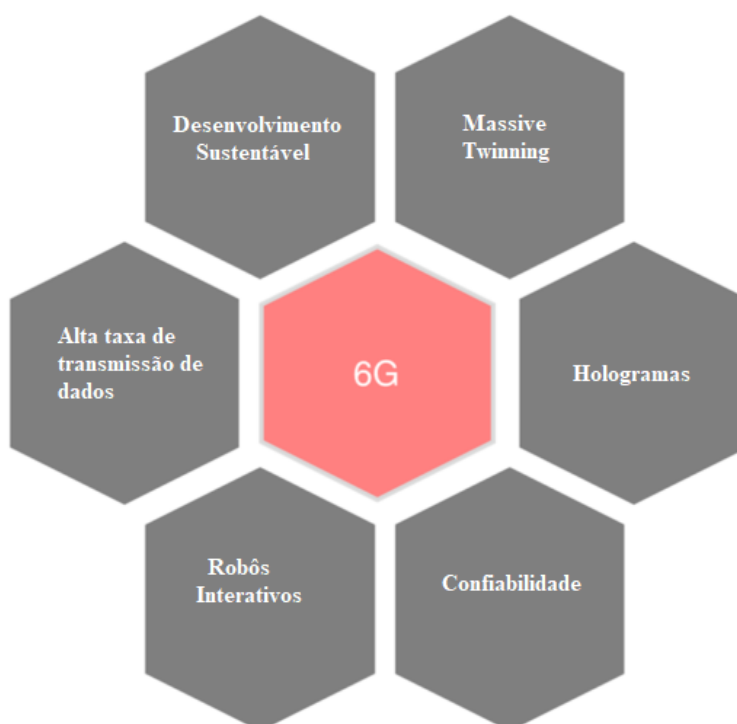 Desenvolvimento
Sustentável
Massive
Twinning
Alta taxa de
transmissão de
dados
6G
Hologramas
Robôs
Interativos
Confiabilidade